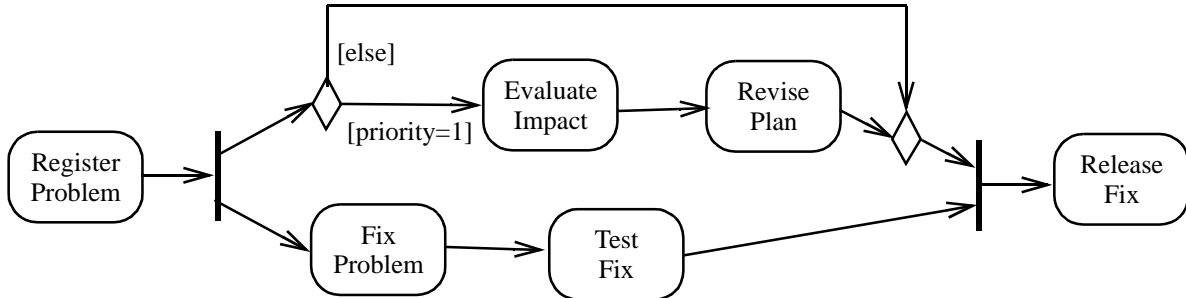 [else]
Evaluate
Impact
Revise
Plan
[priority=1]
Register
Problem
Release
Fix
Fix
Problem
Test
Fix